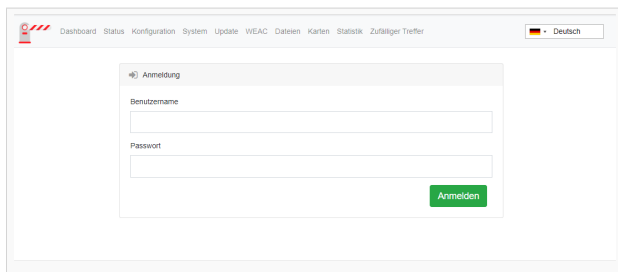 Dashboard Status Konfiguration System Update WEAC Dateien Karten Statistik Zufälliger Treffer Deutsch
Anmeldung
Benutzername
Passwort
Anmelden